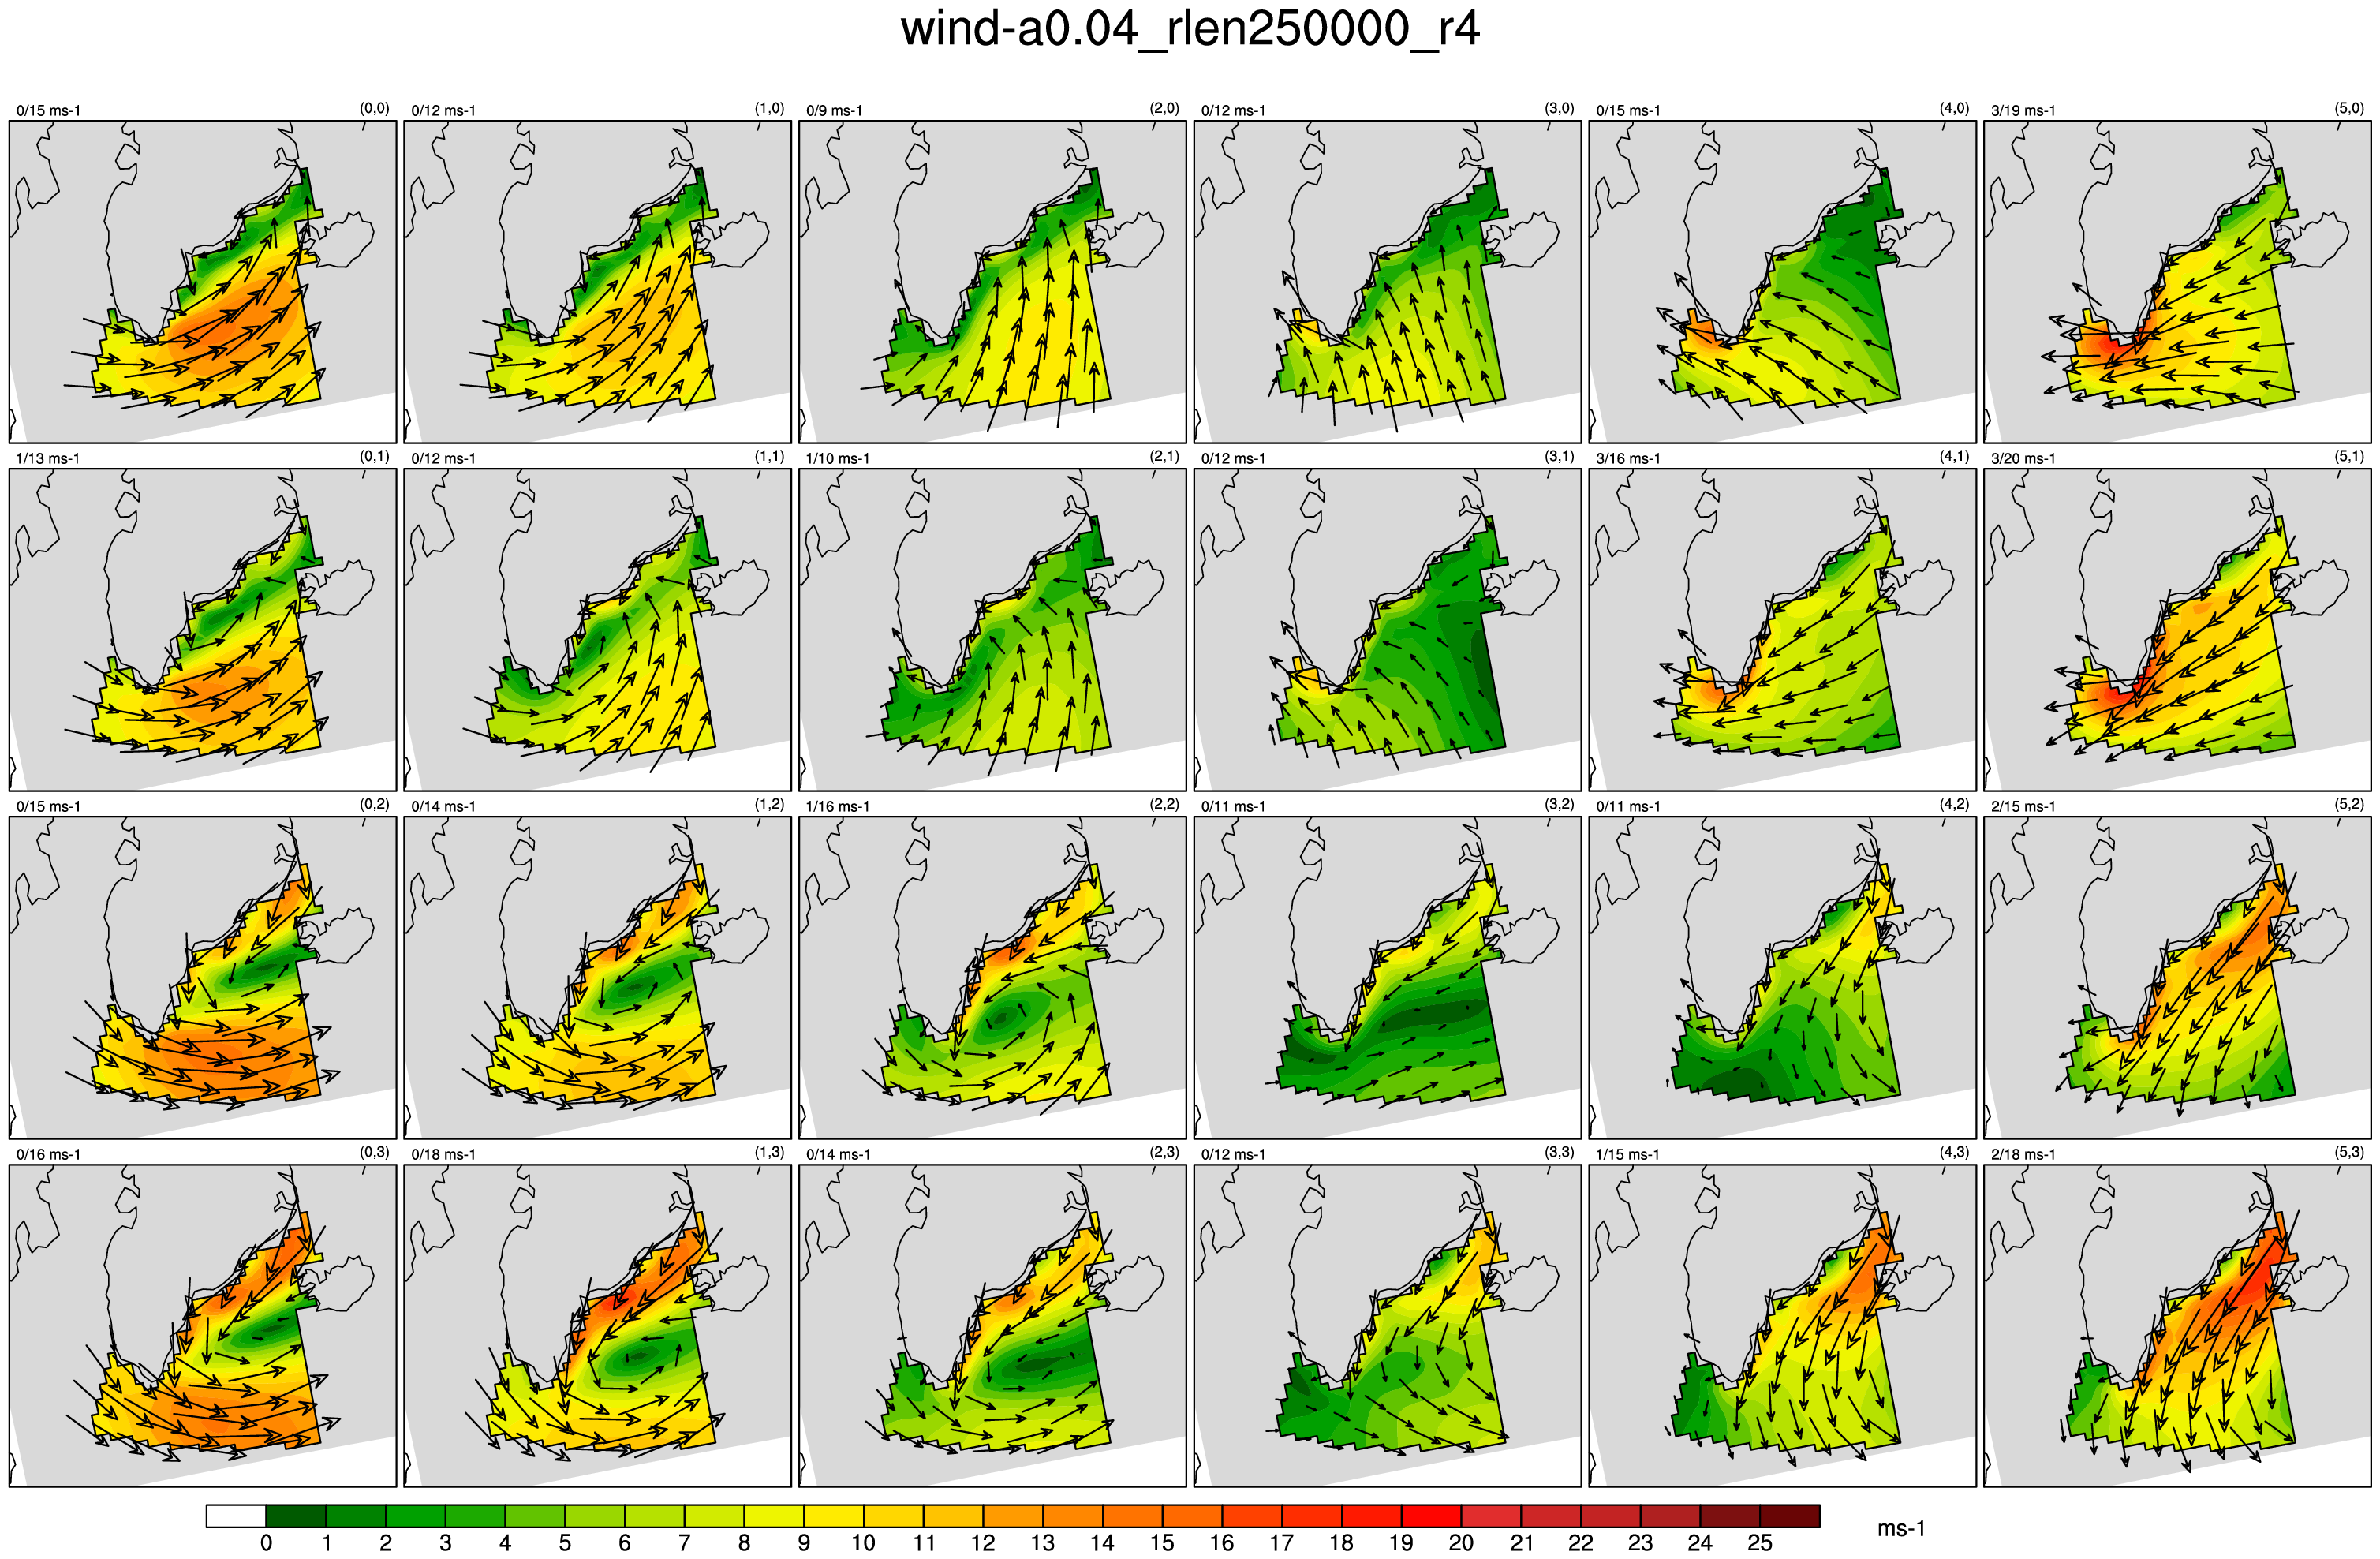 wind-a0.04_rlen250000_r4
0/15 ms-1 (0,0) 0/12 ms-1 (1,0) 0/9 ms-1 (2,0) 0/12 ms-1 (3,0) 0/15 ms-1 (4,0) 3/19 ms-1 (5,0)
1/13 ms-1 (0,1) 0/12 ms-1 (1,1) 1/10 ms-1 (2,1) 0/12 ms-1 (3,1) 3/16 ms-1 (4,1) 3/20 ms-1 (5,1)
0/15 ms-1 (0,2) 0/14 ms-1 (1,2) 1/16 ms-1 (2,2) 0/11 ms-1 (3,2) 0/11 ms-1 (4,2) 2/15 ms-1 (5,2)
0/16 ms-1 (0,3) 0/18 ms-1 (1,3) 0/14 ms-1 (2,3) 0/12 ms-1 (3,3) 1/15 ms-1 (4,3) 2/18 ms-1 (5,3)
0 1 2 3 4 5 6 7 8 9 10 11 12 13 14 15 16 17 18 19 20 21 22 23 24 25 ms-1